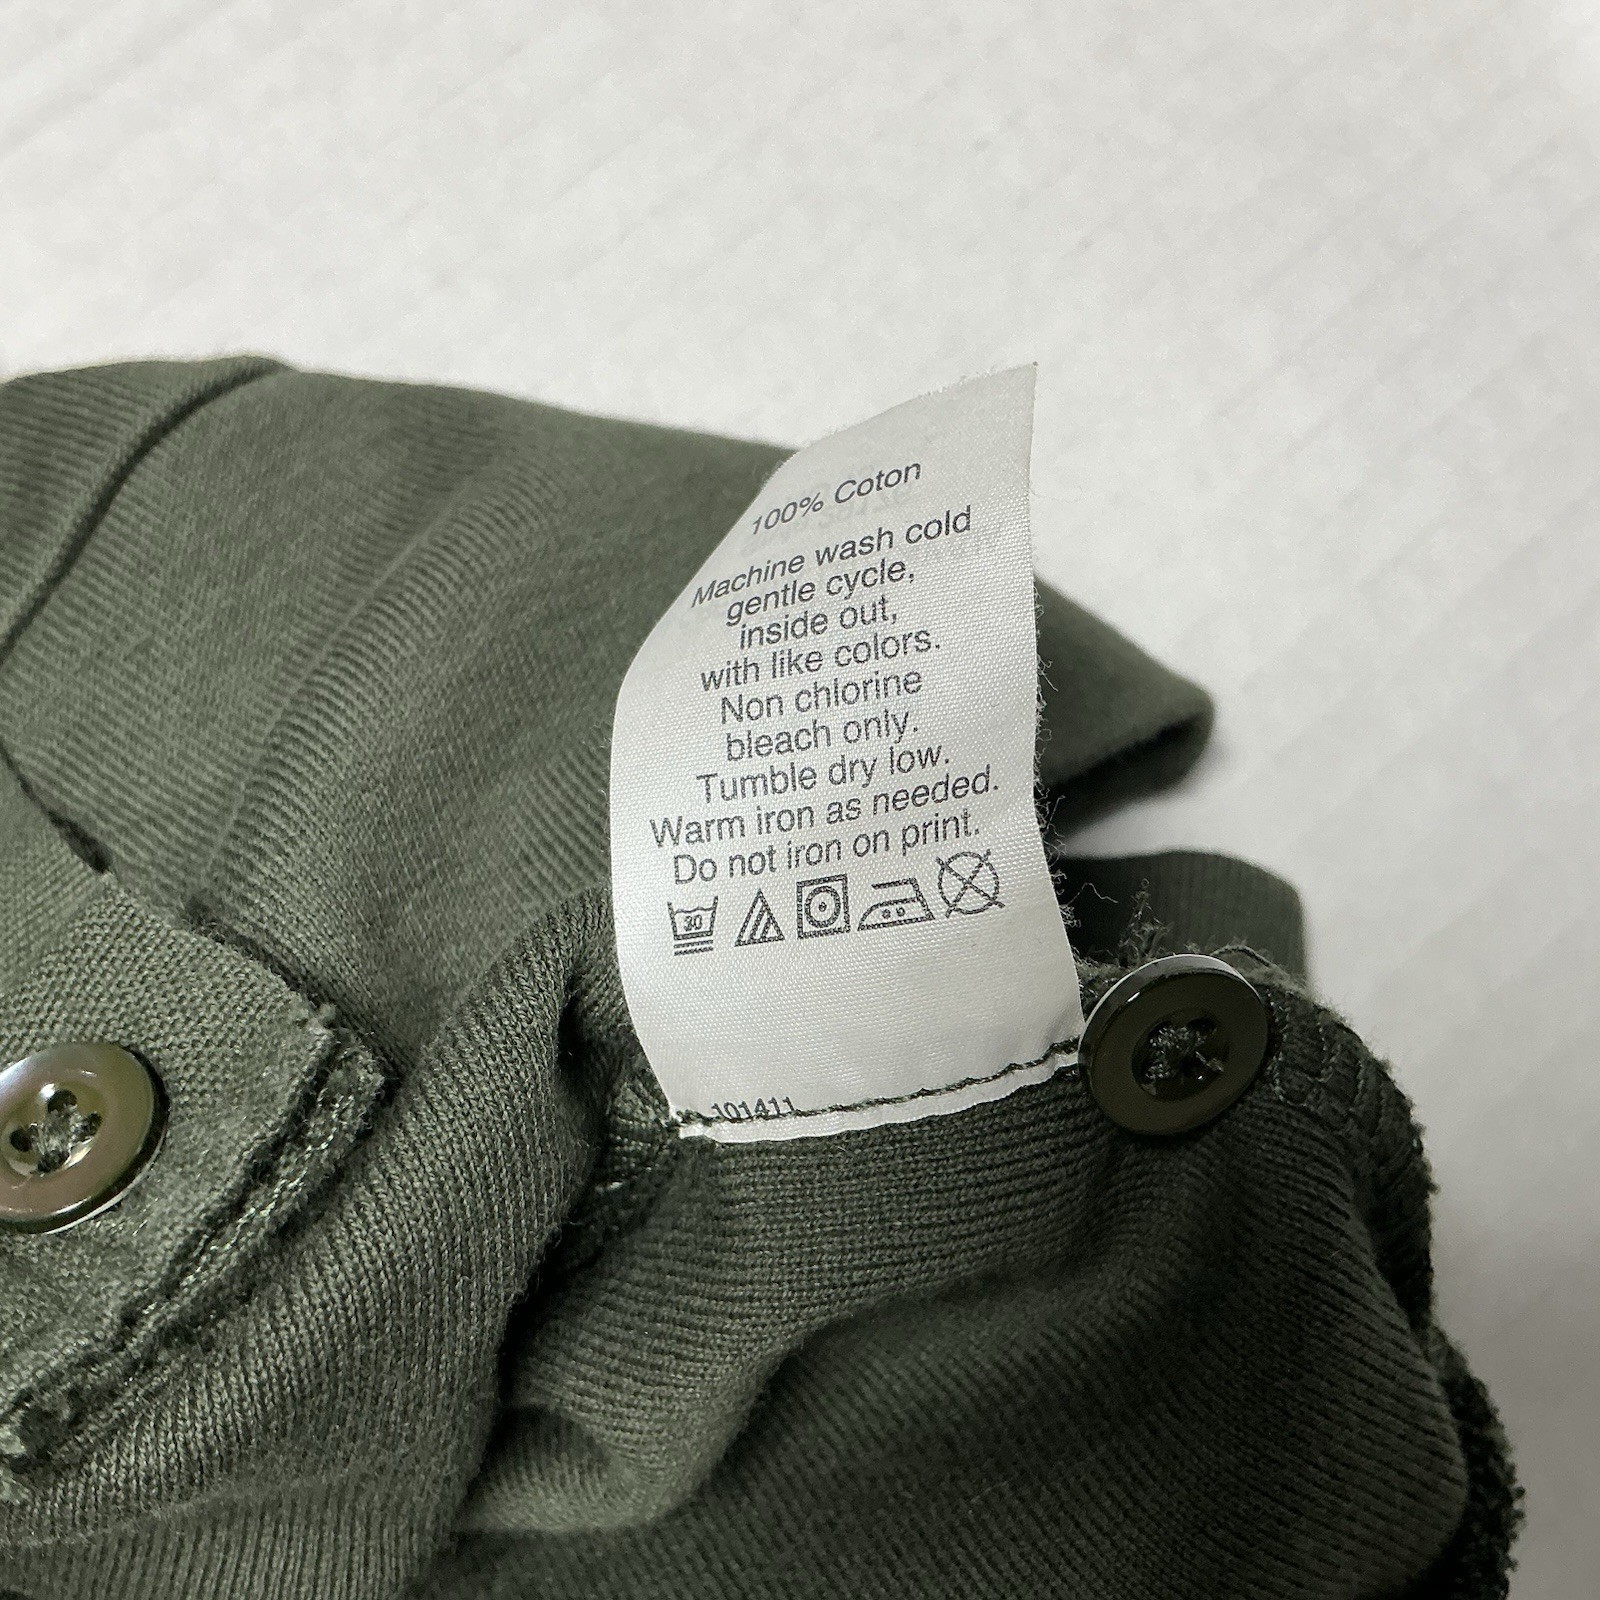 100% Coton
Machine wash cold
gentle cycle,
inside out,
with like colors.
Non chlorine
bleach only.
Tumble dry low.
Warm iron as needed.
Do not iron on print.
30
101411